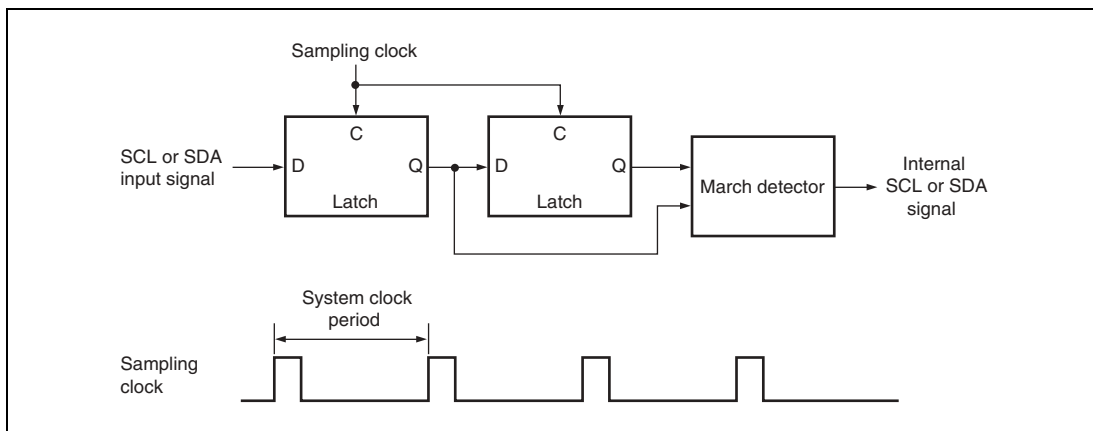 Sampling clock
SCL or SDA
input signal
C
D
Q
Latch
C
D
Q
Latch
March detector
Internal
SCL or SDA
signal
System clock
period
Sampling
clock